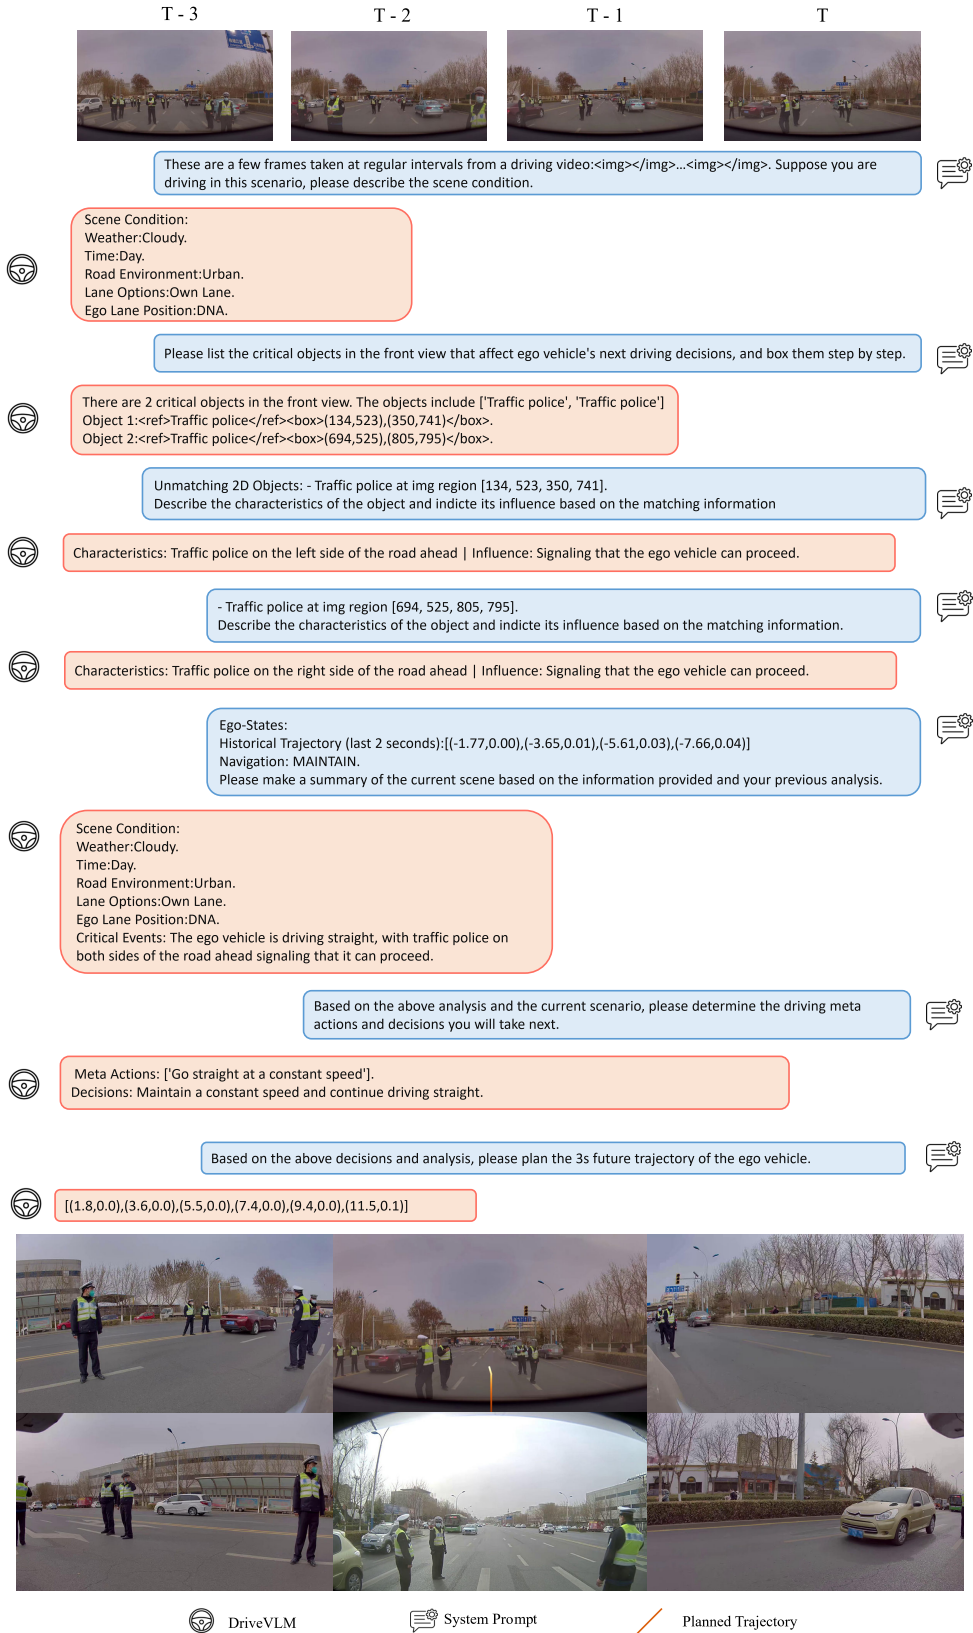 T - 3
T - 2
T - 1
T
These are a few frames taken at regular intervals from a driving video:<img></img>...<img></img>. Suppose you are
driving in this scenario, please describe the scene condition.
Scene Condition:
Weather:Cloudy.
Time:Day.
Road Environment:Urban.
Lane Options:Own Lane.
Ego Lane Position:DNA.
Please list the critical objects in the front view that affect ego vehicle's next driving decisions, and box them step by step.
There are 2 critical objects in the front view. The objects include ['Traffic police', 'Traffic police']
Object 1:<ref>Traffic police</ref><box>(134,523),(350,741)</box>.
Object 2:<ref>Traffic police</ref><box>(694,525),(805,795)</box>.
Unmatching 2D Objects: - Traffic police at img region [134, 523, 350, 741].
Describe the characteristics of the object and indicte its influence based on the matching information
Characteristics: Traffic police on the left side of the road ahead | Influence: Signaling that the ego vehicle can proceed.
- Traffic police at img region [694, 525, 805, 795].
Describe the characteristics of the object and indicte its influence based on the matching information.
Characteristics: Traffic police on the right side of the road ahead | Influence: Signaling that the ego vehicle can proceed.
Ego-States:
Historical Trajectory (last 2 seconds):[(-1.77,0.00),(-3.65,0.01),(-5.61,0.03),(-7.66,0.04)]
Navigation: MAINTAIN.
Please make a summary of the current scene based on the information provided and your previous analysis.
Scene Condition:
Weather:Cloudy.
Time:Day.
Road Environment:Urban.
Lane Options:Own Lane.
Ego Lane Position:DNA.
Critical Events: The ego vehicle is driving straight, with traffic police on
both sides of the road ahead signaling that it can proceed.
Based on the above analysis and the current scenario, please determine the driving meta
actions and decisions you will take next.
Meta Actions: ['Go straight at a constant speed'].
Decisions: Maintain a constant speed and continue driving straight.
Based on the above decisions and analysis, please plan the 3s future trajectory of the ego vehicle.
[(1.8,0.0),(3.6,0.0),(5.5,0.0),(7.4,0.0),(9.4,0.0),(11.5,0.1)]
DriveVLM
System Prompt
Planned Trajectory